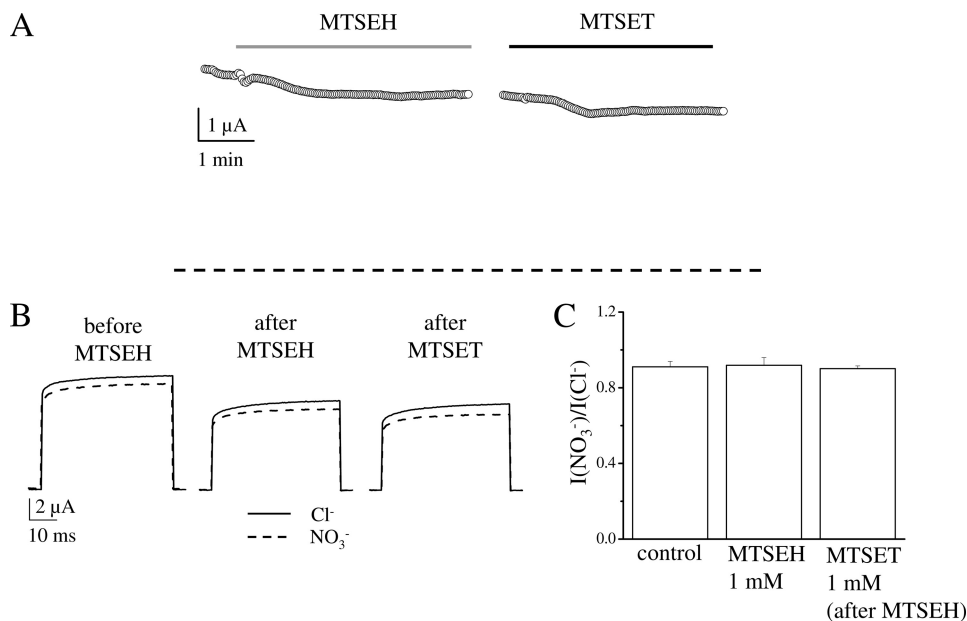 A
MTSEH
MTSET
1 µA
1 min
B
before
MTSEH
after
MTSEH
after
MTSET
2 µA
10 ms
Cl⁻
NO₃⁻
C
I(NO₃⁻)/I(Cl⁻)
1.2
0.8
0.4
0.0
control
MTSEH
1 mM
MTSET
1 mM
(after MTSEH)